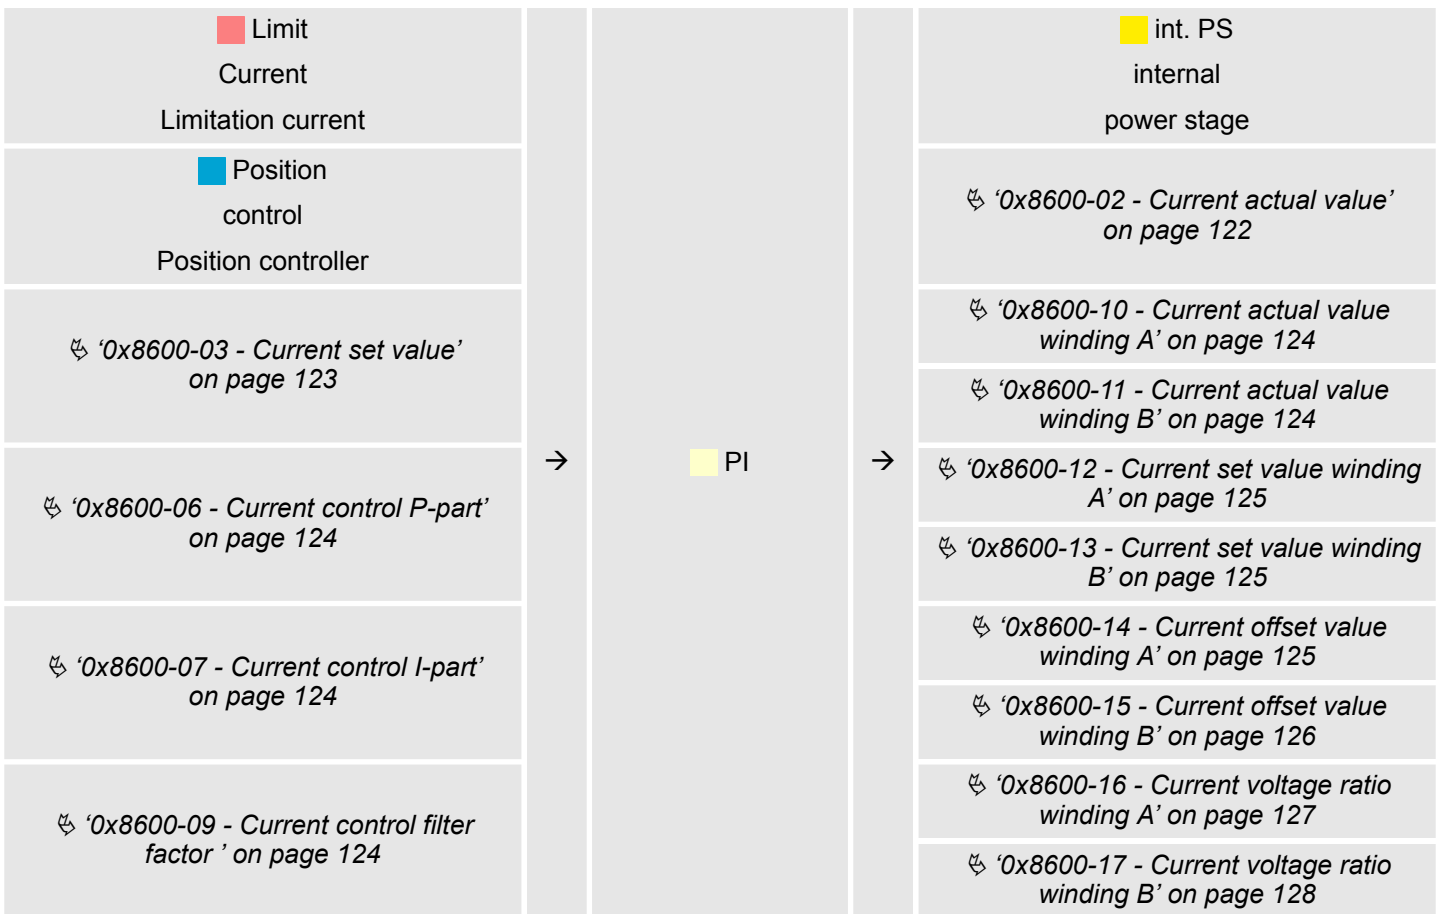 Limit
Current
Limitation current
Position
control
Position controller
↳ ‘0x8600-03 - Current set value’
on page 123
↳ ‘0x8600-06 - Current control P-part’
on page 124
↳ ‘0x8600-07 - Current control I-part’
on page 124
↳ ‘0x8600-09 - Current control filter
factor ’ on page 124
→
PI
→
int. PS
internal
power stage
↳ ‘0x8600-02 - Current actual value’
on page 122
↳ ‘0x8600-10 - Current actual value
winding A’ on page 124
↳ ‘0x8600-11 - Current actual value
winding B’ on page 124
↳ ‘0x8600-12 - Current set value winding
A’ on page 125
↳ ‘0x8600-13 - Current set value winding
B’ on page 125
↳ ‘0x8600-14 - Current offset value
winding A’ on page 125
↳ ‘0x8600-15 - Current offset value
winding B’ on page 126
↳ ‘0x8600-16 - Current voltage ratio
winding A’ on page 127
↳ ‘0x8600-17 - Current voltage ratio
winding B’ on page 128